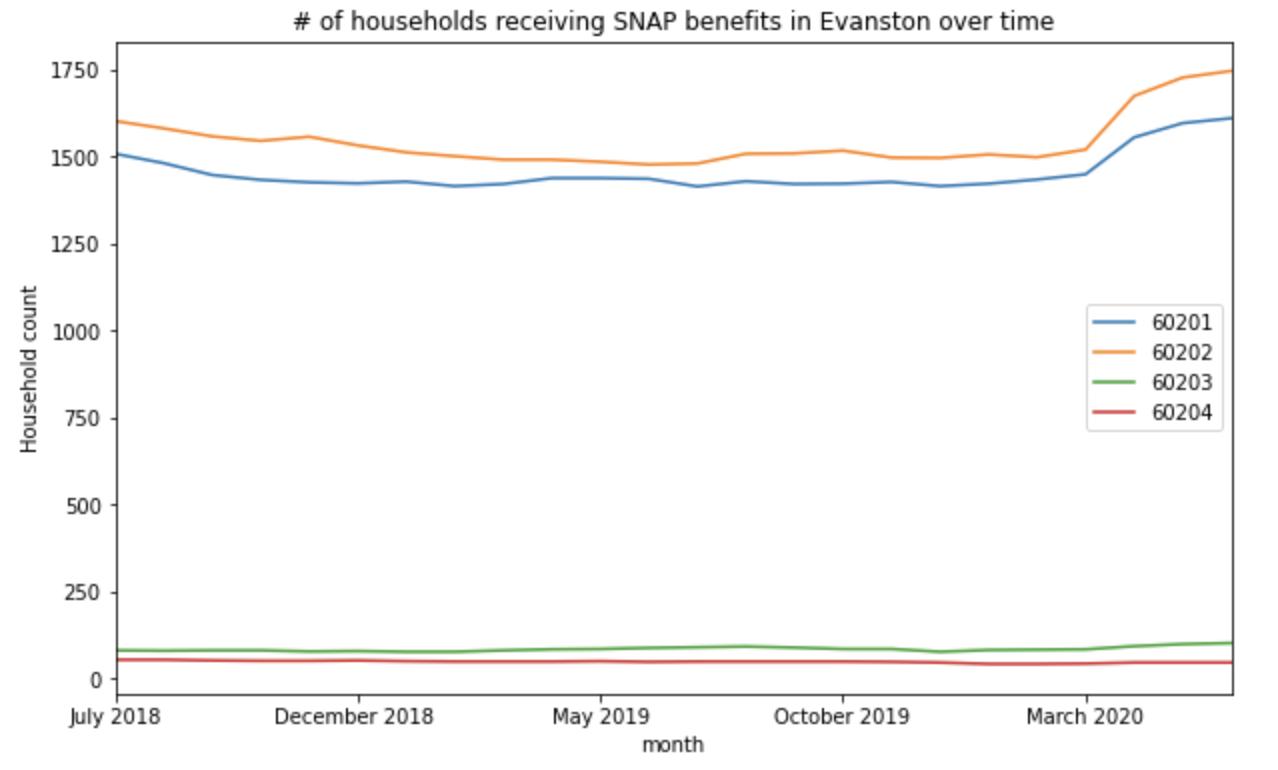 # of households receiving SNAP benefits in Evanston over time
1750
1500
1250
1000
750
500
250
0
Household count
60201
60202
60203
60204
July 2018
December 2018
May 2019
October 2019
March 2020
month